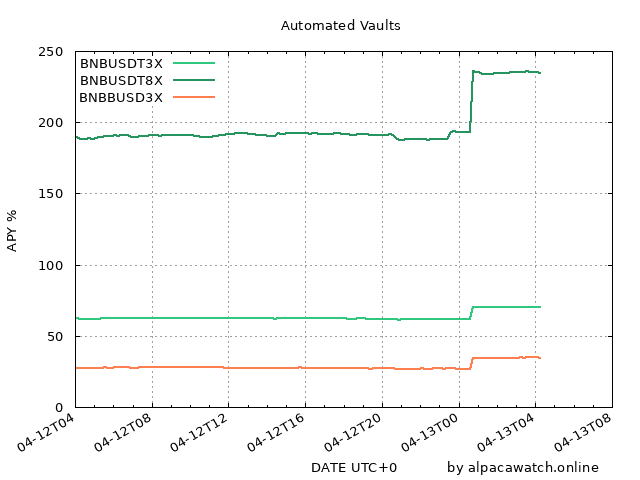 Automated Vaults
250
200
150
100
50
0
APY %
BNBUSDT3X
BNBUSDT8X
BNBBUSD3X
04-12T04
04-12T08
04-12T12
04-12T16
04-12T20
04-13T00
04-13T04
04-13T08
DATE UTC+0
by alpacawatch.online